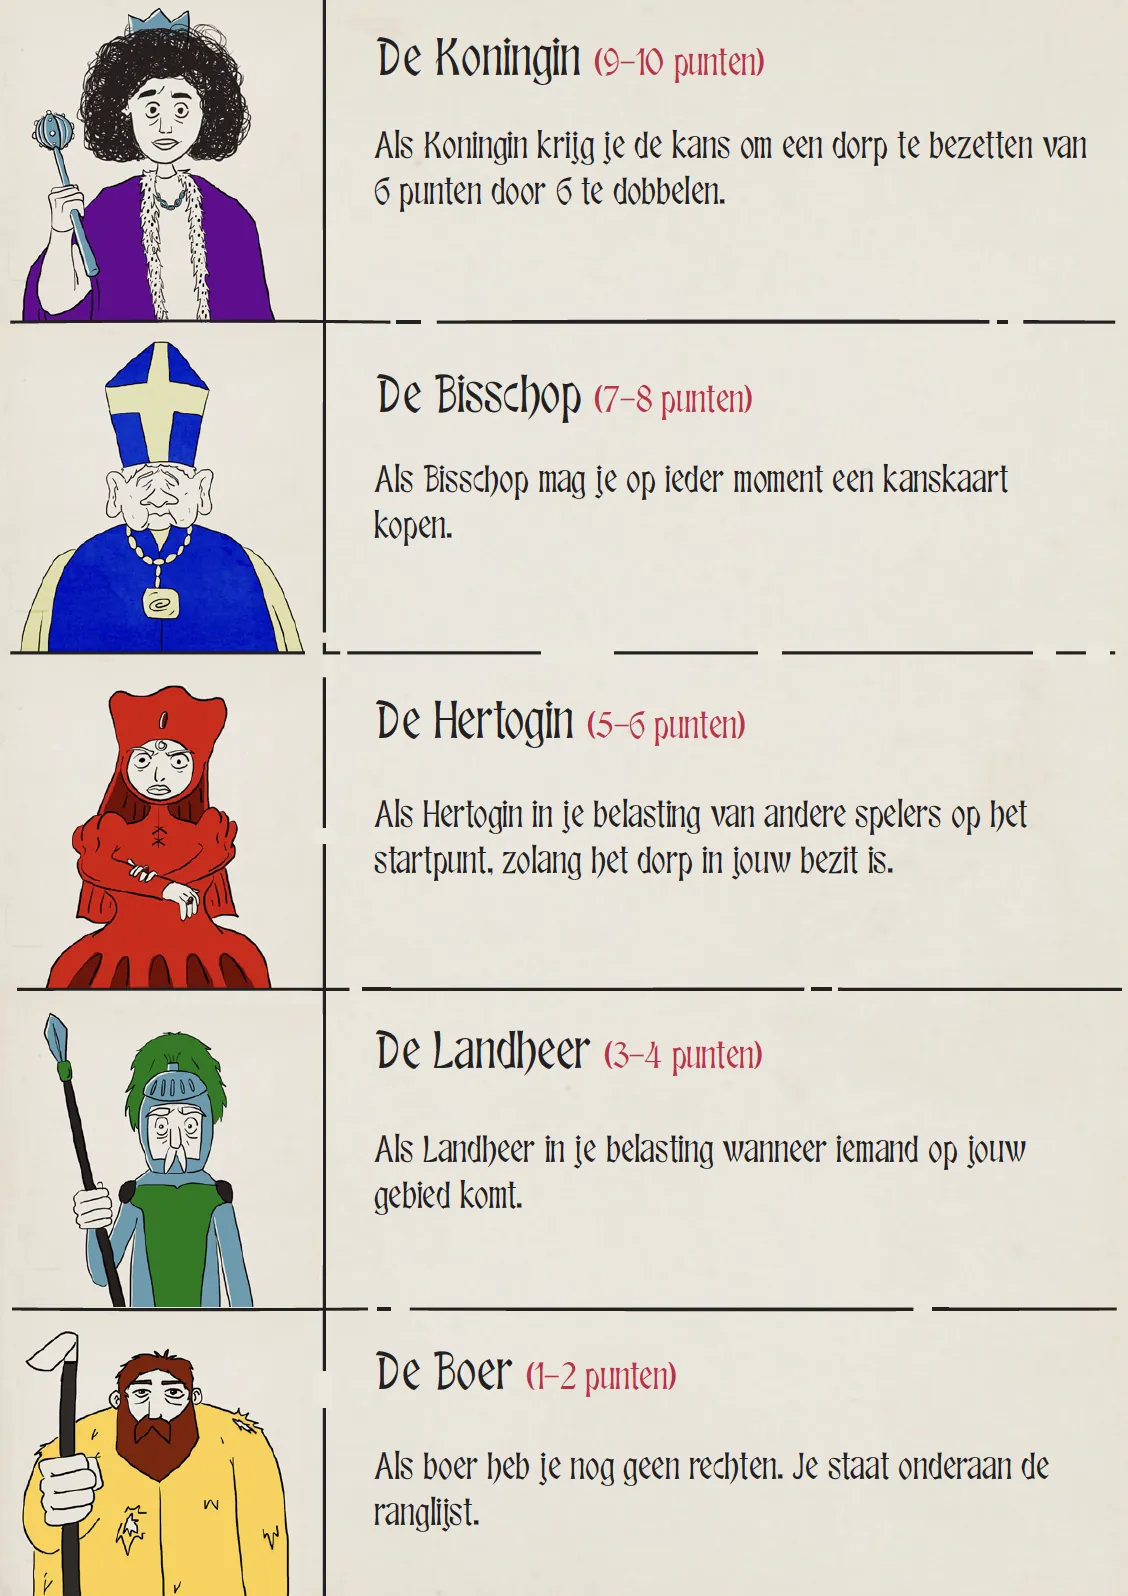 De Koningin (9–10 punten)
Als Koningin krijg je de kans om een dorp te bezetten van
6 punten door 6 te dobbelen.
De Bisschop (7–8 punten)
Als Bisschop mag je op ieder moment een kanskaart
kopen.
De Hertogin (5–6 punten)
Als Hertogin in je belasting van andere spelers op het
startpunt, zolang het dorp in jouw bezit is.
De Landheer (3–4 punten)
Als Landheer in je belasting wanneer iemand op jouw
gebied komt.
De Boer (1–2 punten)
Als boer heb je nog geen rechten. Je staat onderaan de
ranglijst.